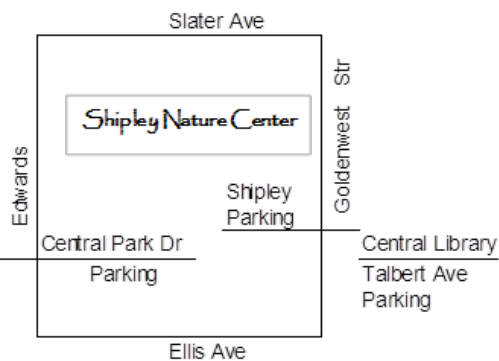 Slater Ave
Goldenwest Str
Shipley Nature Center
Edwards
Shipley
Parking
Central Park Dr
Parking
Central Library
Talbert Ave
Parking
Ellis Ave